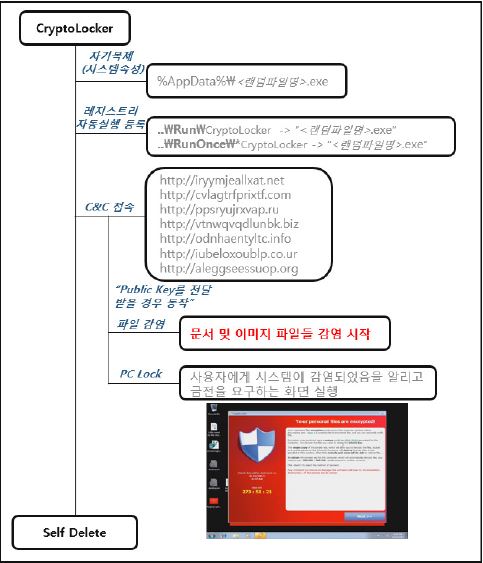 CryptoLocker
자기복제
(시스템속성)
%AppData%\<랜덤파일명>.exe
레지스트리
자동실행 등록
..\Run\CryptoLocker -> "<랜덤파일명>.exe"
..\RunOnce\*CryptoLocker -> "<랜덤파일명>.exe"
C&C 접속
http://iryymjeallxat.net
http://cvlagtrfprixtf.com
http://ppsryujrxvap.ru
http://vtnwqvqdlunbk.biz
http://odnhaentyltc.info
http://iubeloxoublp.co.ur
http://aleggseessuop.org
"Public Key를 전달
받을 경우 동작"
파일 감염
문서 및 이미지 파일들 감염 시작
PC Lock
사용자에게 시스템에 감염되었음을 알리고
금전을 요구하는 화면 실행
Your personal files are encrypted!
Next >>
Self Delete